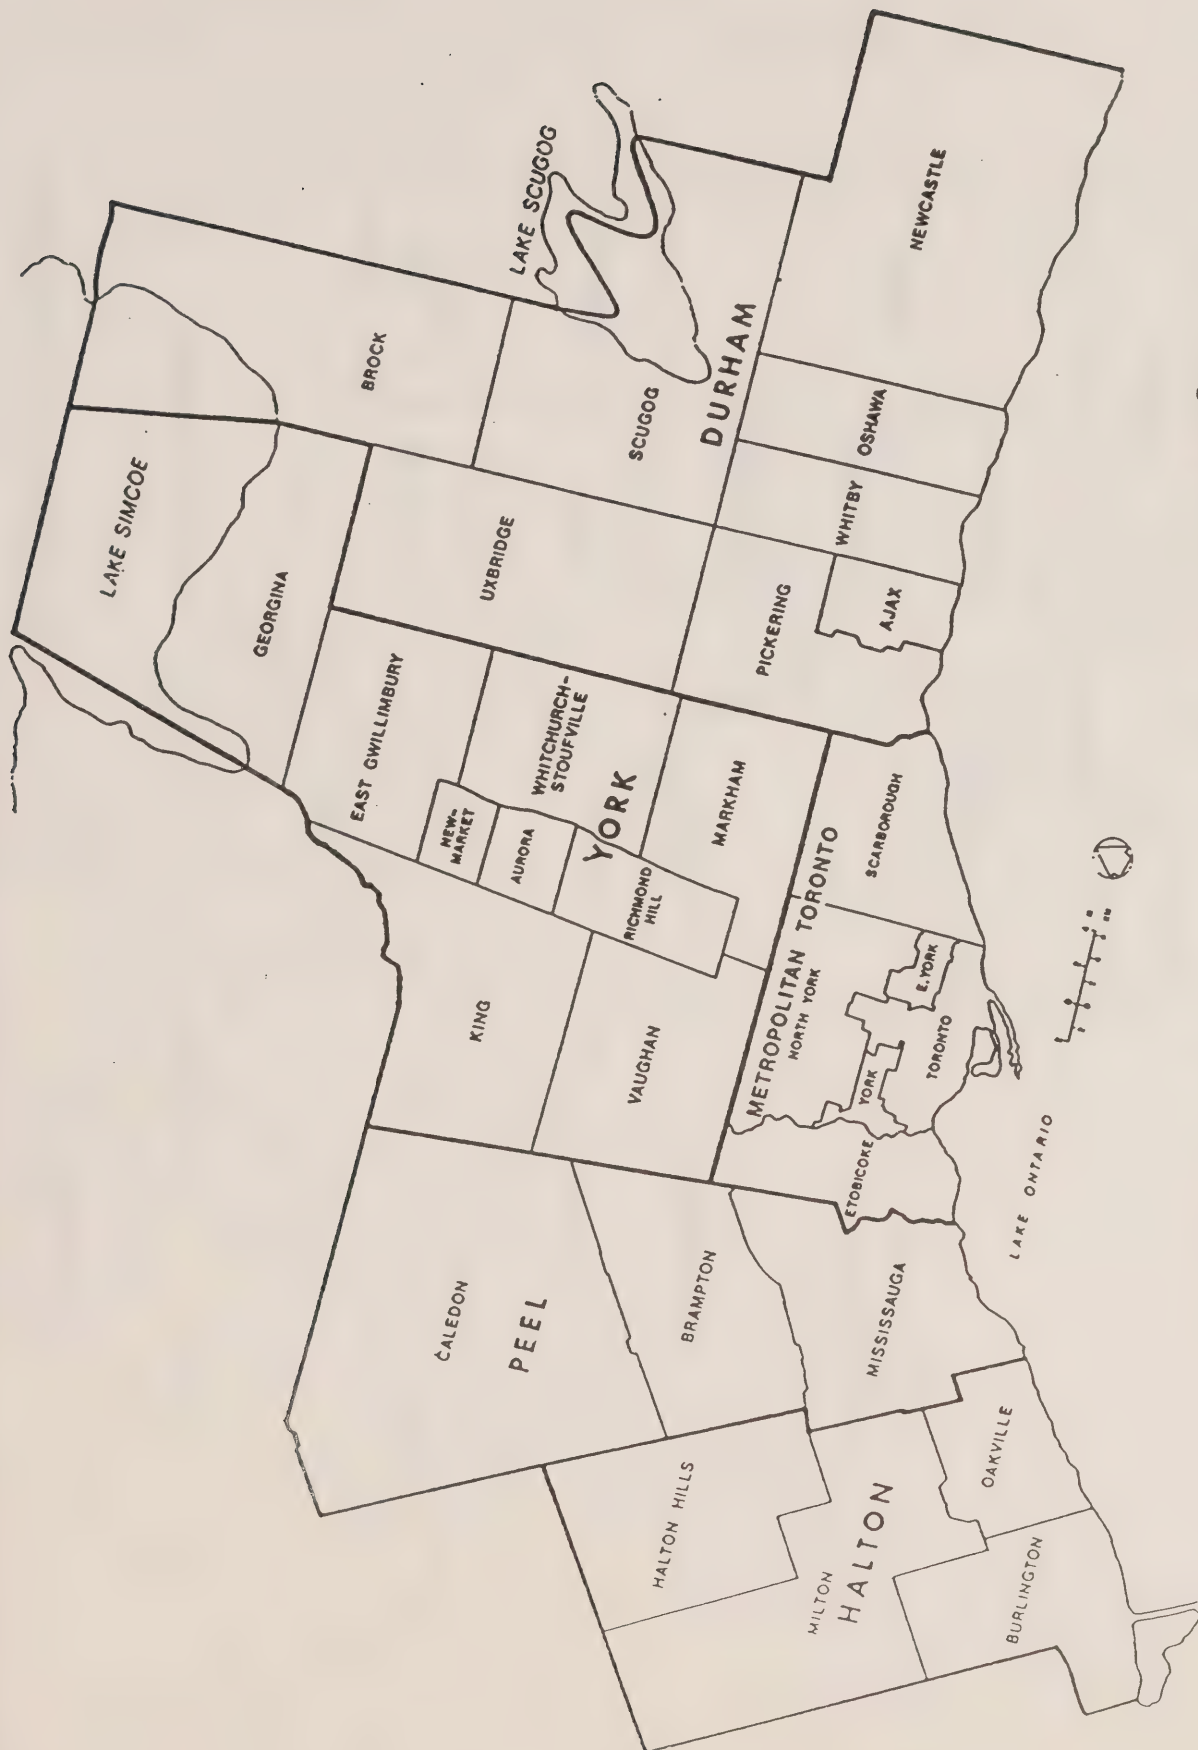 LAKE SIMCOE
GEORGINA
BROCK
LAKE SCUGOG
SCUGOG
UXBRIDGE
DURHAM
NEWCASTLE
OSHAWA
WHITBY
AJAX
PICKERING
EAST GWILLIMBURY
NEW-
MARKET
WHITCHURCH-
STOUFVILLE
AURORA
YORK
RICHMOND
HILL
MARKHAM
KING
VAUGHAN
METROPOLITAN TORONTO
NORTH YORK
SCARBOROUGH
E. YORK
YORK
TORONTO
ETOBICOKE
LAKE ONTARIO
CALEDON
PEEL
BRAMPTON
MISSISSAUGA
HALTON HILLS
MILTON
HALTON
OAKVILLE
BURLINGTON